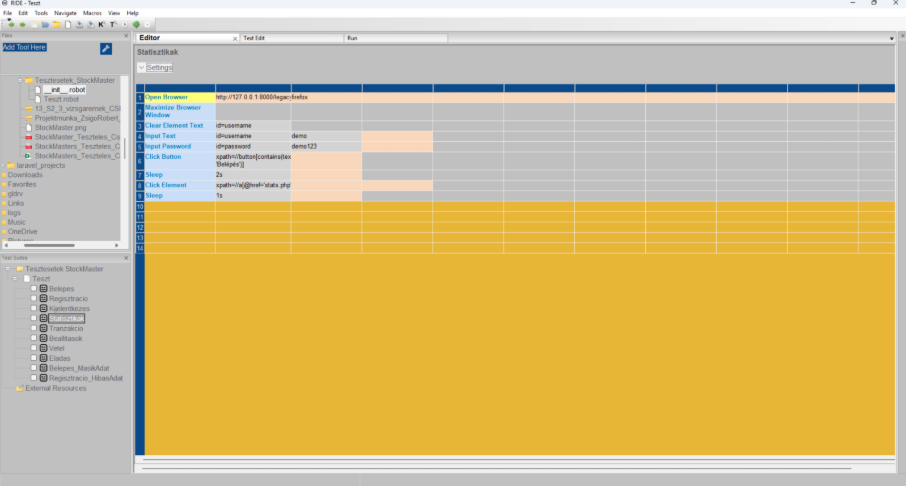 RIDE - Teszt
File Edit Tools Navigate Macros View Help
Files
Add Tool Here
Tesztesetek_StockMaster
__init__.robot
Teszt.robot
13_S2_3_vizsgaremek_CSI
Projektmunka_ZsigoRobert_
StockMaster.png
StockMaster_Teszteles_Cs
StockMasters_Teszteles_C
StockMasters_Teszteles_C
laravel_projects
Downloads
Favorites
gtdrv
Links
logs
Music
OneDrive
Pictures
Test Suites
Tesztesetek StockMaster
Teszt
Belepes
Regisztracio
Kijelentkezes
Statisztikak
Tranzakcio
Beallitasok
Vetel
Eladas
Belepes_MasikAdat
Regisztracio_HibasAdat
External Resources
Editor
Text Edit
Run
Statisztikak
Settings
1 Open Browser http://127.0.0.1:8000/legacy firefox
2 Maximize Browser Window
3 Clear Element Text id=username
4 Input Text id=username demo
5 Input Password id=password demo123
6 Click Button xpath=//button[contains(tex
'Belépés')]
7 Sleep 2s
8 Click Element xpath=//a[@href='stats.php
9 Sleep 1s
10
11
12
13
14